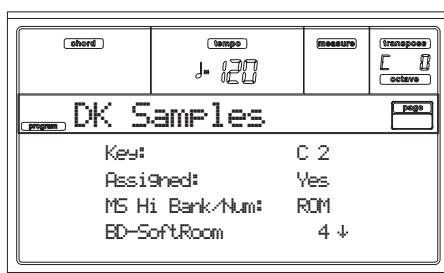 chord tempo measure transpose
♩= 120 C 0
octave
program DK Samples page
Key: C 2
Assigned: Yes
MS Hi Bank/Num: ROM
BD-SoftRoom 4 ↓